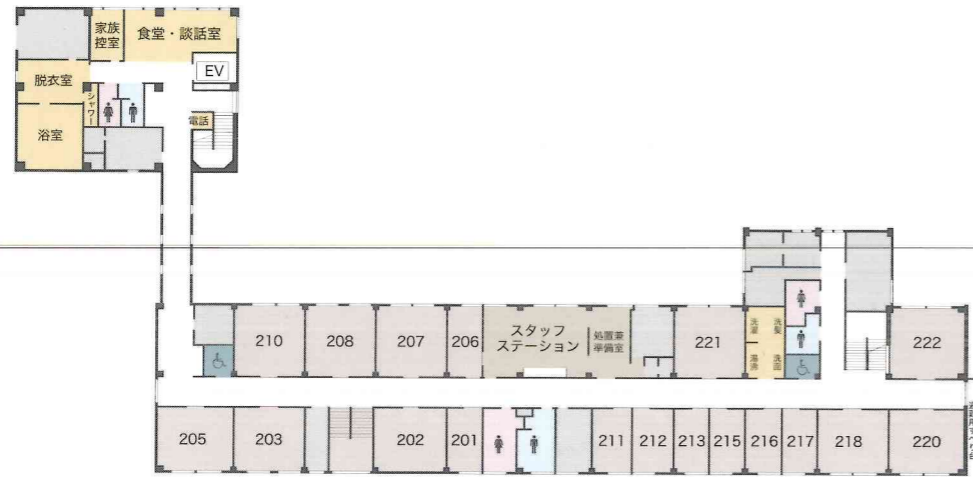 家族
控室
食堂・談話室
EV
脱衣室
シャワー
浴室
電話
210
208
207
206
スタッフ
ステーション
処置兼
準備室
221
洗濯
洗髪
湯沸
洗面
222
205
203
202
201
211
212
213
215
216
217
218
220